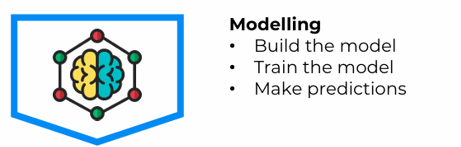 Modelling
• Build the model
• Train the model
• Make predictions